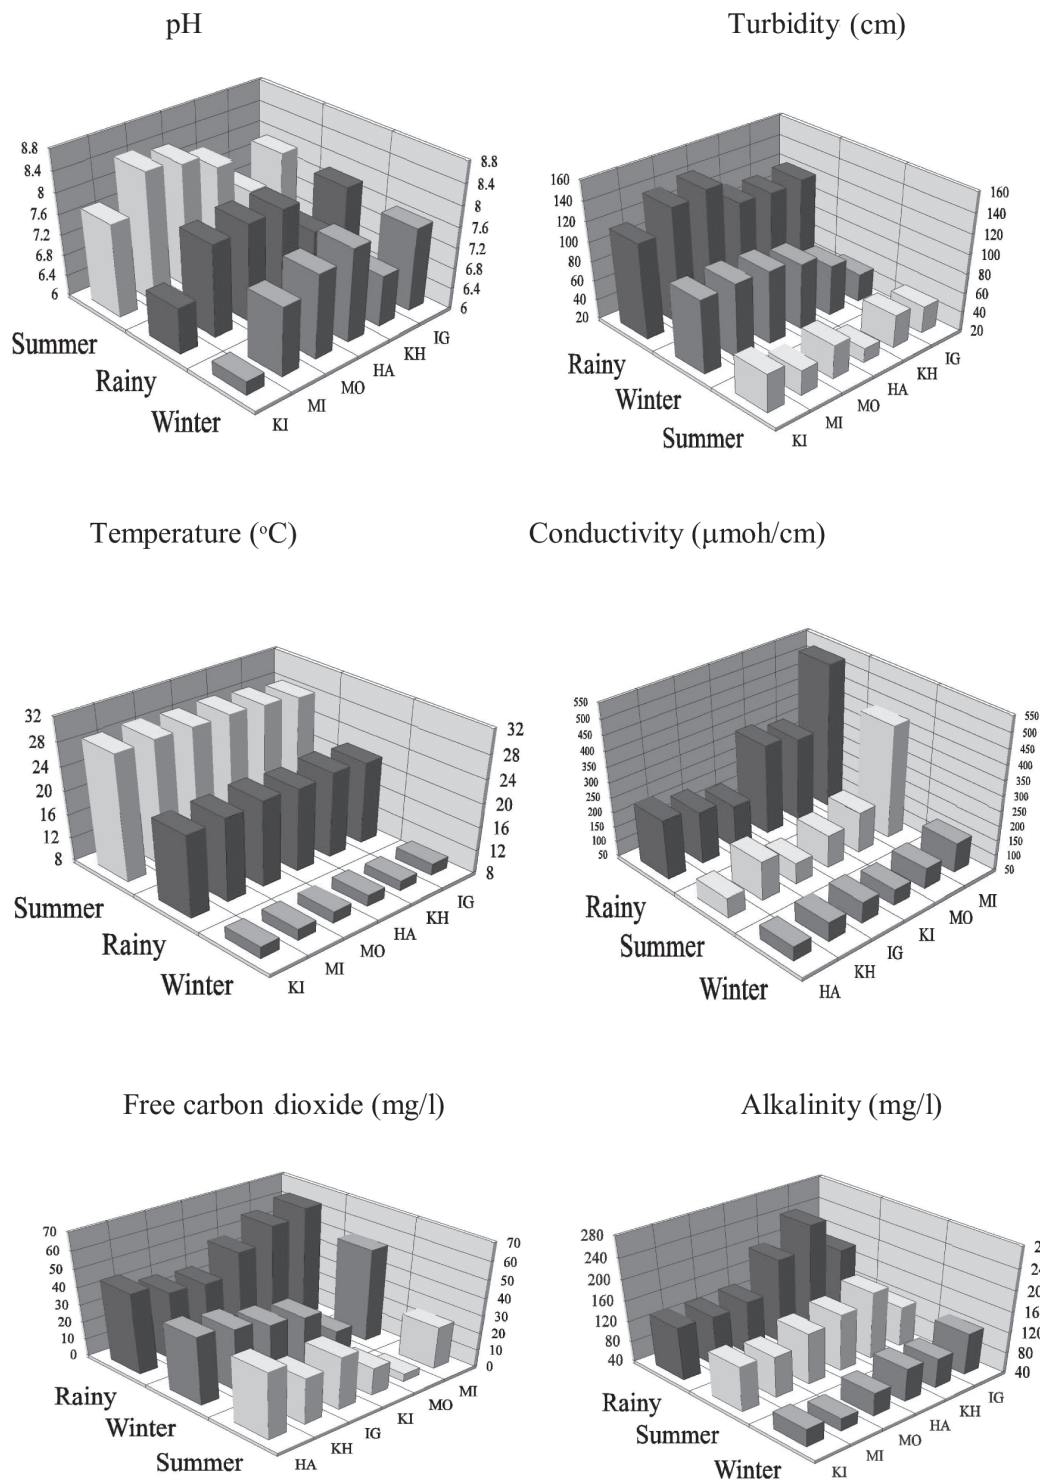 pH
Turbidity (cm)
8.8
8.4
8
7.6
7.2
6.8
6.4
6
8.8
8.4
8
7.6
7.2
6.8
6.4
6
Summer
Rainy
Winter
KI
MI
MO
HA
KH
IG
160
140
120
100
80
60
40
20
160
140
120
100
80
60
40
20
Rainy
Winter
Summer
KI
MI
MO
HA
KH
IG
Temperature (°C)
Conductivity (µmoh/cm)
32
28
24
20
16
12
8
32
28
24
20
16
12
8
Summer
Rainy
Winter
KI
MI
MO
HA
KH
IG
550
500
450
400
350
300
250
200
150
100
50
550
500
450
400
350
300
250
200
150
100
50
Rainy
Summer
Winter
HA
KH
IG
KI
MO
MI
Free carbon dioxide (mg/l)
Alkalinity (mg/l)
70
60
50
40
30
20
10
0
70
60
50
40
30
20
10
0
Rainy
Winter
Summer
HA
KH
IG
KI
MO
MI
280
240
200
160
120
80
40
2
24
20
16
120
80
40
Rainy
Summer
Winter
KI
MI
MO
HA
KH
IG